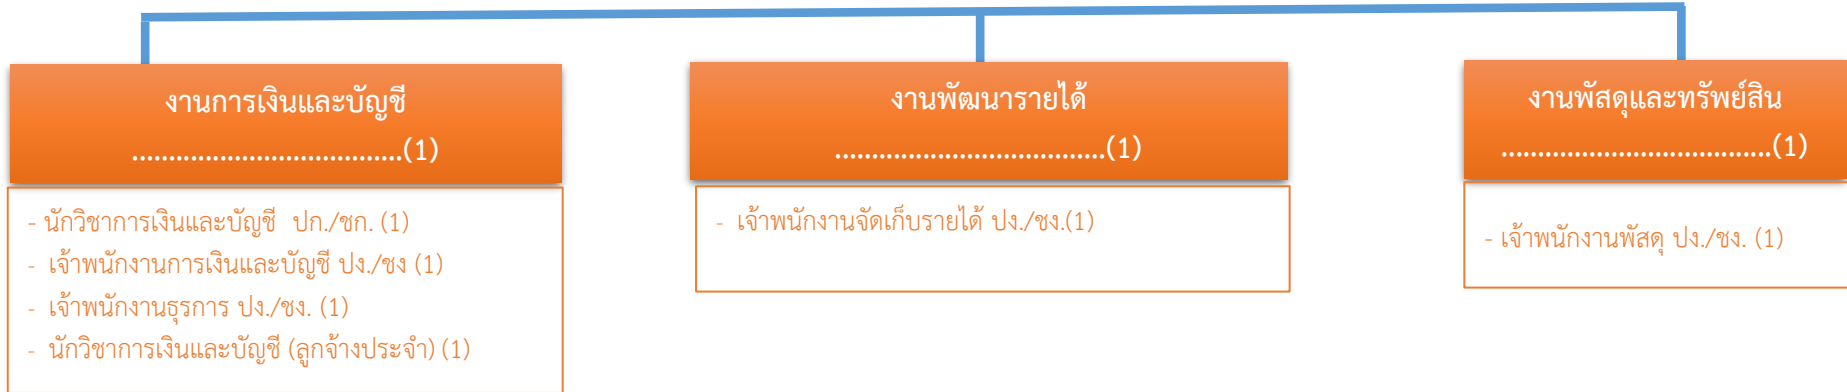 งานการเงินและบัญชี
.....................................(1)
- นักวิชาการเงินและบัญชี ปก./ชก. (1)
- เจ้าพนักงานการเงินและบัญชี ปง./ชง (1)
- เจ้าพนักงานธุรการ ปง./ชง. (1)
- นักวิชาการเงินและบัญชี (ลูกจ้างประจำ) (1)
งานพัฒนารายได้
.....................................(1)
- เจ้าพนักงานจัดเก็บรายได้ ปง./ชง.(1)
งานพัสดุและทรัพย์สิน
.....................................(1)
- เจ้าพนักงานพัสดุ ปง./ชง. (1)